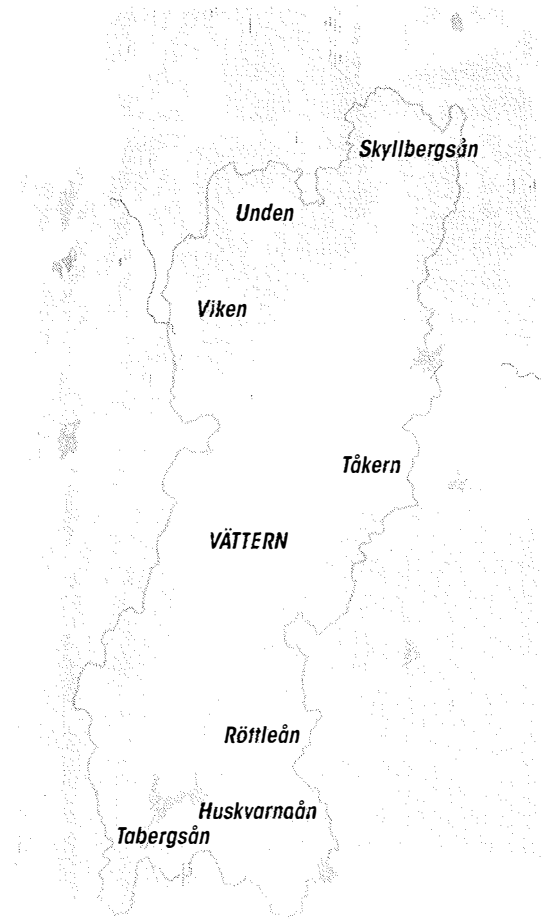 Skyllbergsån
Unden
Viken
Tåkern
VÄTTERN
Röttleån
Huskvarnaån
Tabergsån